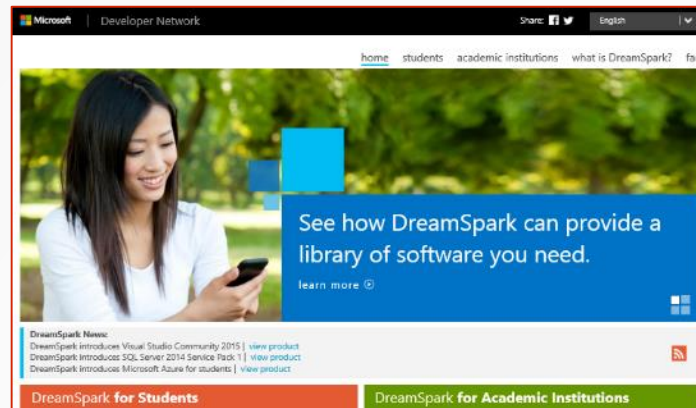 Microsoft | Developer Network Share: English
home students academic institutions what is DreamSpark?
See how DreamSpark can provide a
library of software you need.
learn more
DreamSpark News:
DreamSpark introduces Visual Studio Community 2015 | view product
DreamSpark introduces SQL Server 2014 Service Pack 1 | view product
DreamSpark introduces Microsoft Azure for students | view product
DreamSpark for Students DreamSpark for Academic Institutions